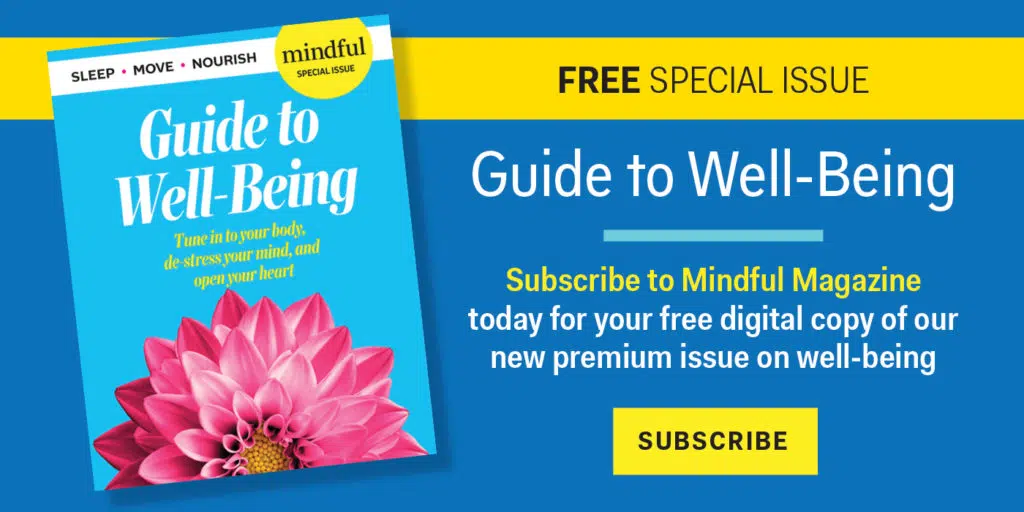 SLEEP • MOVE • NOURISH
mindful
SPECIAL ISSUE
Guide to
Well-Being
Tune in to your body,
de-stress your mind, and
open your heart
FREE SPECIAL ISSUE
Guide to Well-Being
Subscribe to Mindful Magazine
today for your free digital copy of our
new premium issue on well-being
SUBSCRIBE